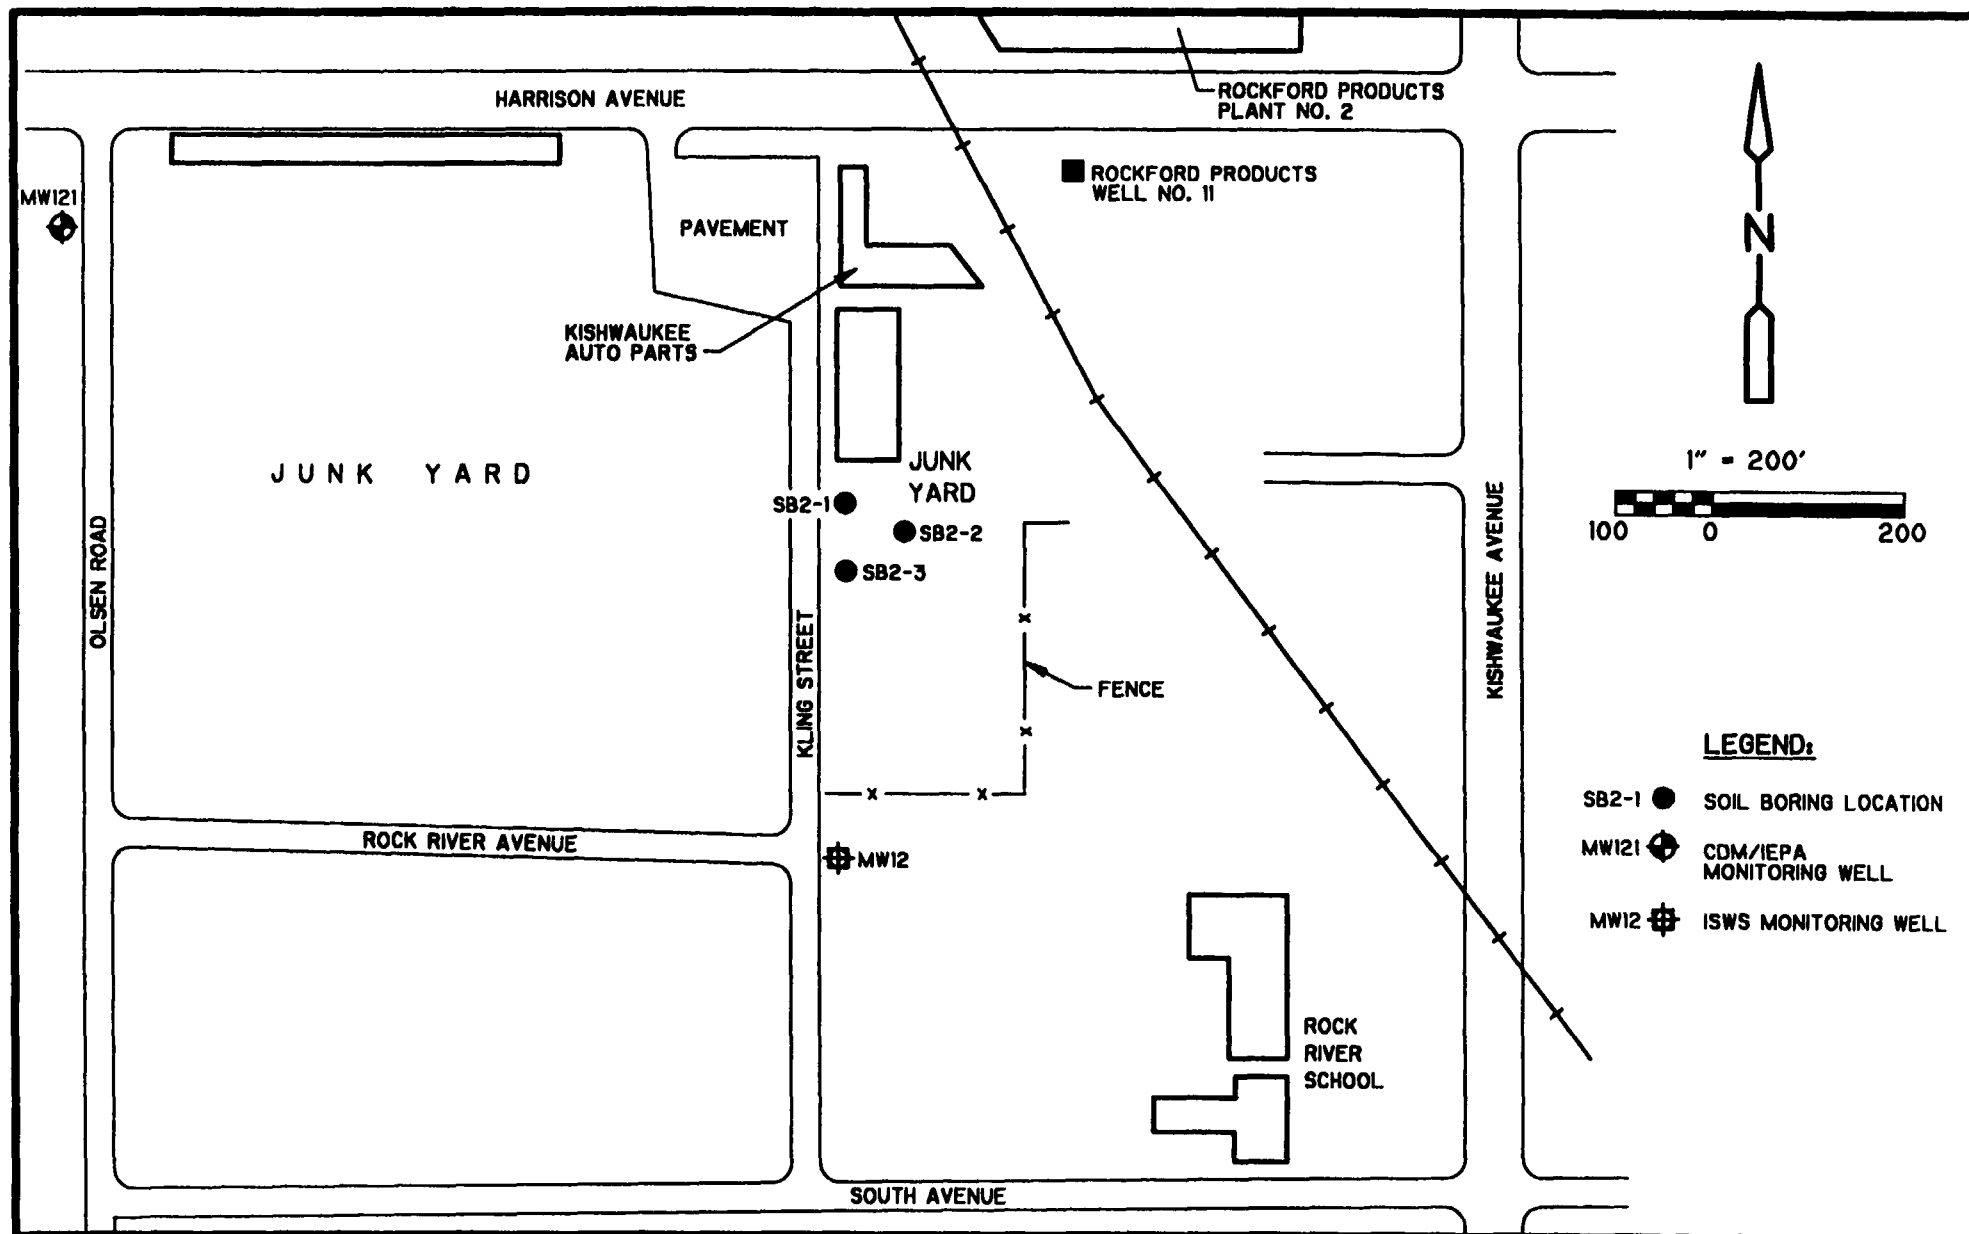 HARRISON AVENUE
ROCKFORD PRODUCTS
PLANT NO. 2
MW121
ROCKFORD PRODUCTS
WELL NO. 11
PAVEMENT
N
KISHWAUKEE
AUTO PARTS
JUNK YARD
JUNK
YARD
1" = 200'
100 0 200
SB2-1
SB2-2
SB2-3
OLSEN ROAD
KLING STREET
KISHWAUKEE AVENUE
x
FENCE
x
x x
LEGEND:
SB2-1 SOIL BORING LOCATION
MW121 CDM/IEPA
MONITORING WELL
MW12 ISWS MONITORING WELL
ROCK RIVER AVENUE
MW12
ROCK
RIVER
SCHOOL
SOUTH AVENUE